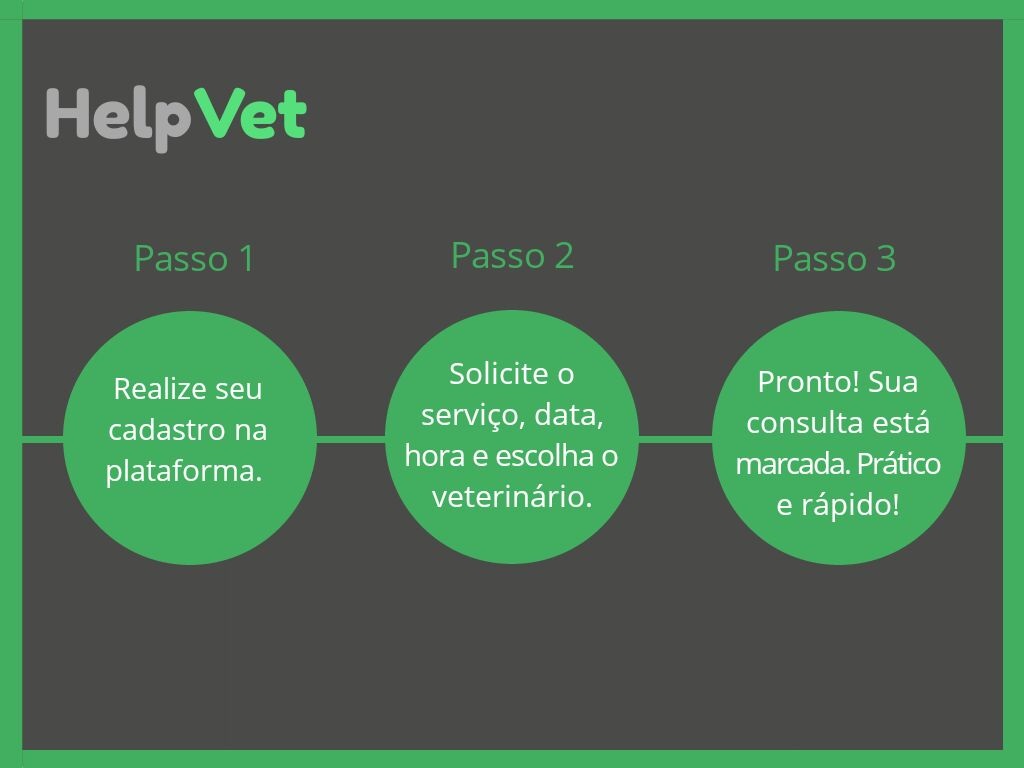 HelpVet
Passo 1
Realize seu
cadastro na
plataforma.
Passo 2
Solicite o
serviço, data,
hora e escolha o
veterinário.
Passo 3
Pronto! Sua
consulta está
marcada. Prático
e rápido!